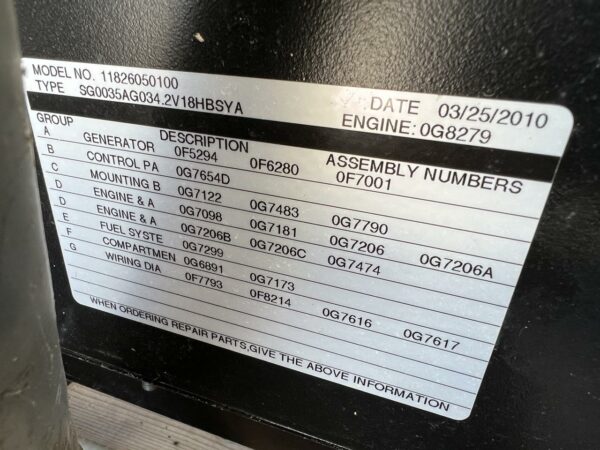 MODEL NO. 11826050100
TYPE SG0035AG034.2V18HBSYA
DATE 03/25/2010
ENGINE: 0G8279
GROUP DESCRIPTION ASSEMBLY NUMBERS
A GENERATOR 0F5294 0F6280 0F7001
B CONTROL PA 0G7654D
C MOUNTING B 0G7122 0G7483 0G7790
D ENGINE & A 0G7098 0G7181 0G7206 0G7206A
D ENGINE & A 0G7206B 0G7206C 0G7474
E FUEL SYSTE 0G7299
F COMPARTMEN 0G6891 0G7173
G WIRING DIA 0F7793 0F8214 0G7616 0G7617
WHEN ORDERING REPAIR PARTS,GIVE THE ABOVE INFORMATION